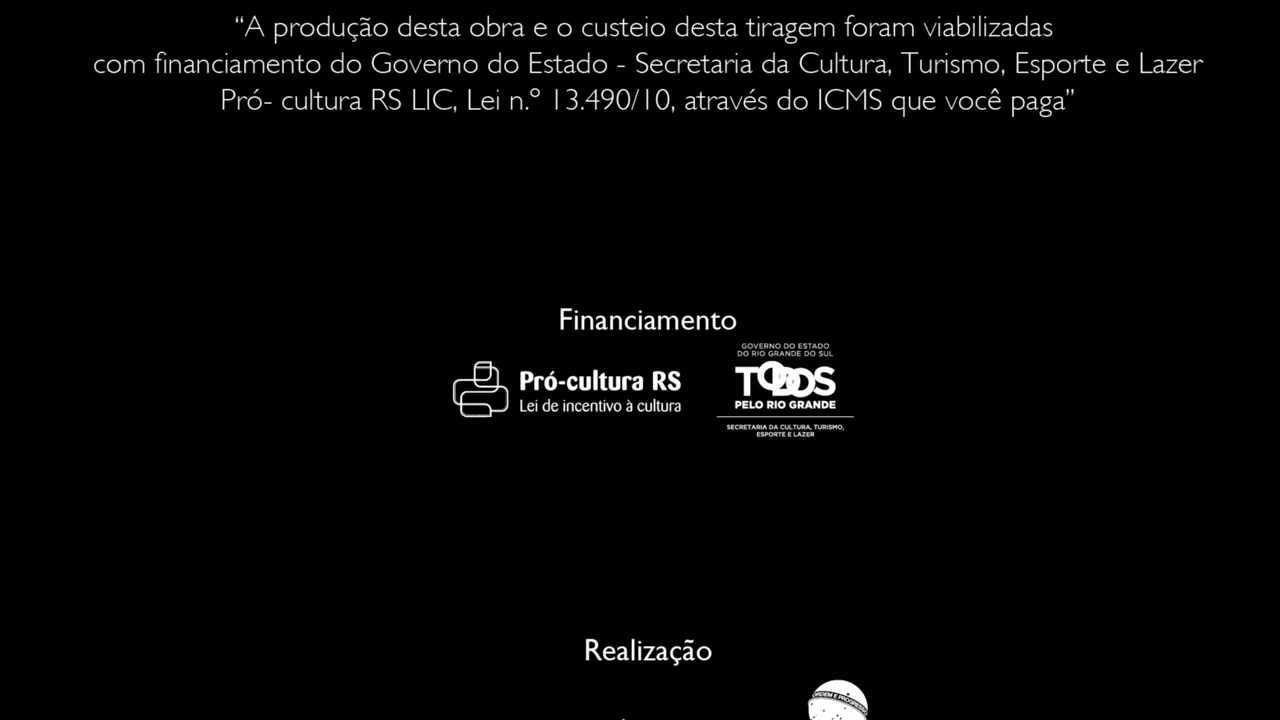 “A produção desta obra e o custeio desta tiragem foram viabilizadas
com financiamento do Governo do Estado - Secretaria da Cultura, Turismo, Esporte e Lazer
Pró- cultura RS LIC, Lei n.º 13.490/10, através do ICMS que você paga”
Financiamento
Pró-cultura RS
Lei de incentivo à cultura
GOVERNO DO ESTADO
DO RIO GRANDE DO SUL
TODOS
PELO RIO GRANDE
SECRETARIA DA CULTURA, TURISMO,
ESPORTE E LAZER
Realização
ORDEM E PROGRESSO